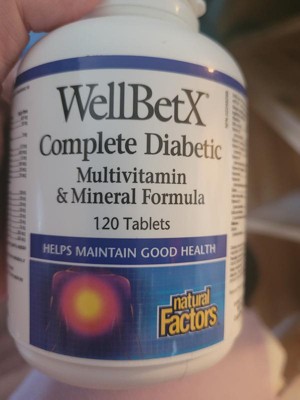 WellBetX®
Complete Diabetic
Multivitamin
& Mineral Formula
120 Tablets
HELPS MAINTAIN GOOD HEALTH
natural
Factors